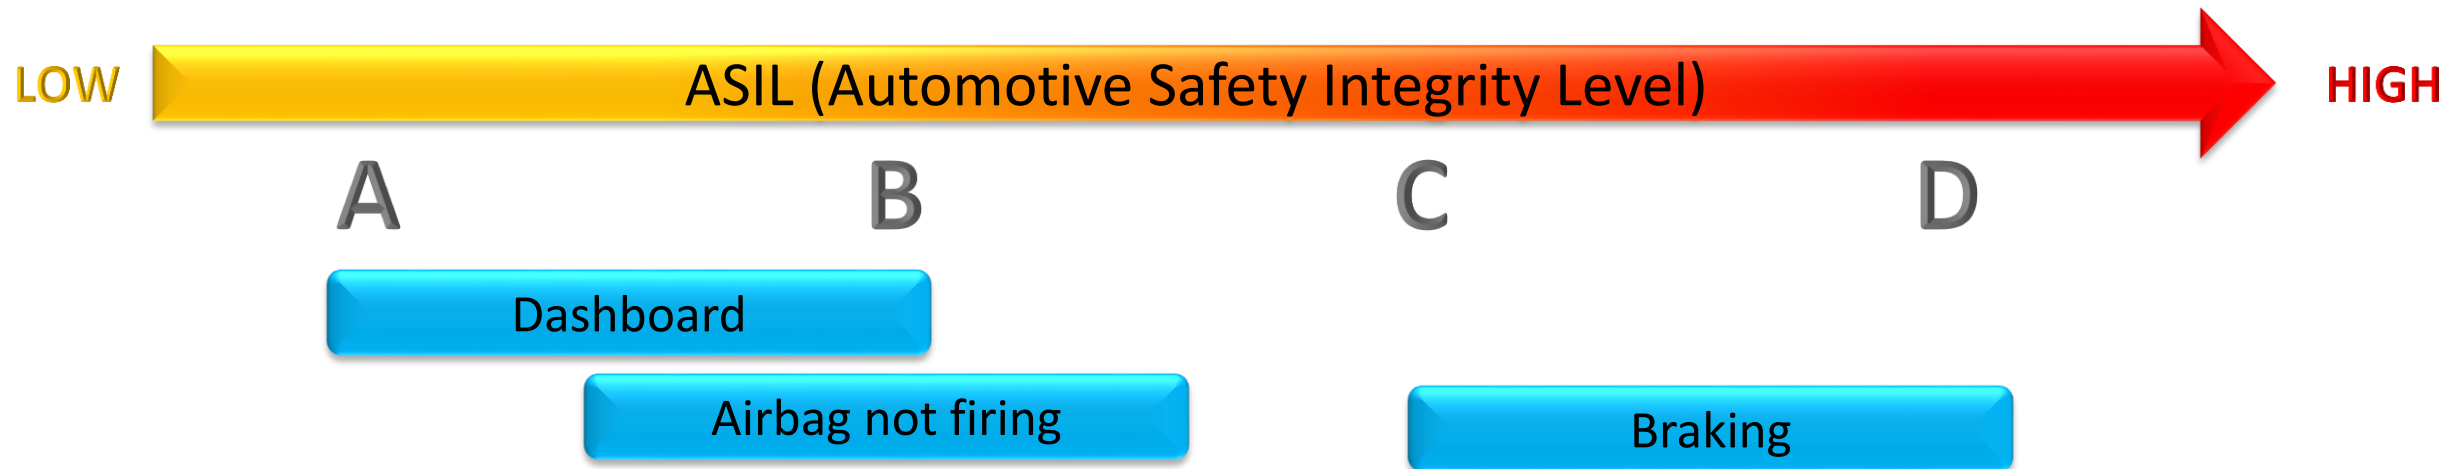 LOW ASIL (Automotive Safety Integrity Level) HIGH
A B C D
Dashboard
Airbag not firing
Braking